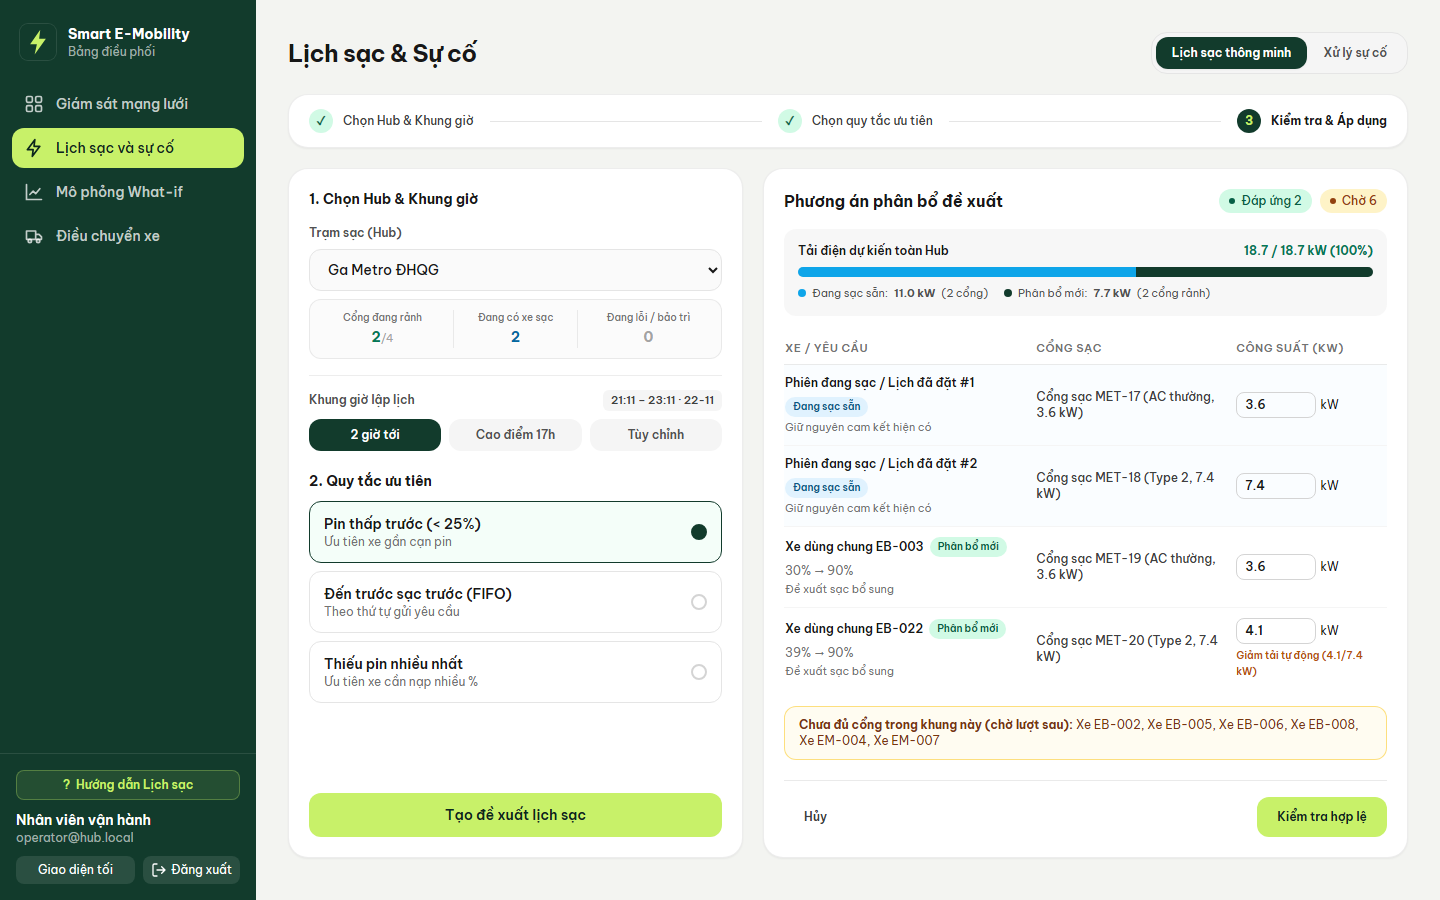 Smart E-Mobility
Bảng điều phối
Giám sát mạng lưới
Lịch sạc và sự cố
Mô phỏng What-if
Điều chuyển xe
? Hướng dẫn Lịch sạc
Nhân viên vận hành
operator@hub.local
Giao diện tối
Đăng xuất
Lịch sạc & Sự cố
Lịch sạc thông minh
Xử lý sự cố
✓ Chọn Hub & Khung giờ
✓ Chọn quy tắc ưu tiên
3 Kiểm tra & Áp dụng
1. Chọn Hub & Khung giờ
Trạm sạc (Hub)
Ga Metro ĐHQG
Cổng đang rảnh
2/4
Đang có xe sạc
2
Đang lỗi / bảo trì
0
Khung giờ lập lịch
21:11 – 23:11 · 22-11
2 giờ tới
Cao điểm 17h
Tùy chỉnh
2. Quy tắc ưu tiên
Pin thấp trước (< 25%)
Ưu tiên xe gần cạn pin
Đến trước sạc trước (FIFO)
Theo thứ tự gửi yêu cầu
Thiếu pin nhiều nhất
Ưu tiên xe cần nạp nhiều %
Tạo đề xuất lịch sạc
Phương án phân bổ đề xuất
Đáp ứng 2
Chờ 6
Tải điện dự kiến toàn Hub
18.7 / 18.7 kW (100%)
Đang sạc sẵn: 11.0 kW (2 cổng)
Phân bổ mới: 7.7 kW (2 cổng rảnh)
XE / YÊU CẦU
CỔNG SẠC
CÔNG SUẤT (KW)
Phiên đang sạc / Lịch đã đặt #1
Đang sạc sẵn
Giữ nguyên cam kết hiện có
Cổng sạc MET-17 (AC thường,
3.6 kW)
3.6 kW
Phiên đang sạc / Lịch đã đặt #2
Đang sạc sẵn
Giữ nguyên cam kết hiện có
Cổng sạc MET-18 (Type 2, 7.4
kW)
7.4 kW
Xe dùng chung EB-003 Phân bổ mới
30% → 90%
Đề xuất sạc bổ sung
Cổng sạc MET-19 (AC thường,
3.6 kW)
3.6 kW
Xe dùng chung EB-022 Phân bổ mới
39% → 90%
Đề xuất sạc bổ sung
Cổng sạc MET-20 (Type 2, 7.4
kW)
4.1 kW
Giảm tải tự động (4.1/7.4
kW)
Chưa đủ cổng trong khung này (chờ lượt sau): Xe EB-002, Xe EB-005, Xe EB-006, Xe EB-008,
Xe EM-004, Xe EM-007
Hủy
Kiểm tra hợp lệ